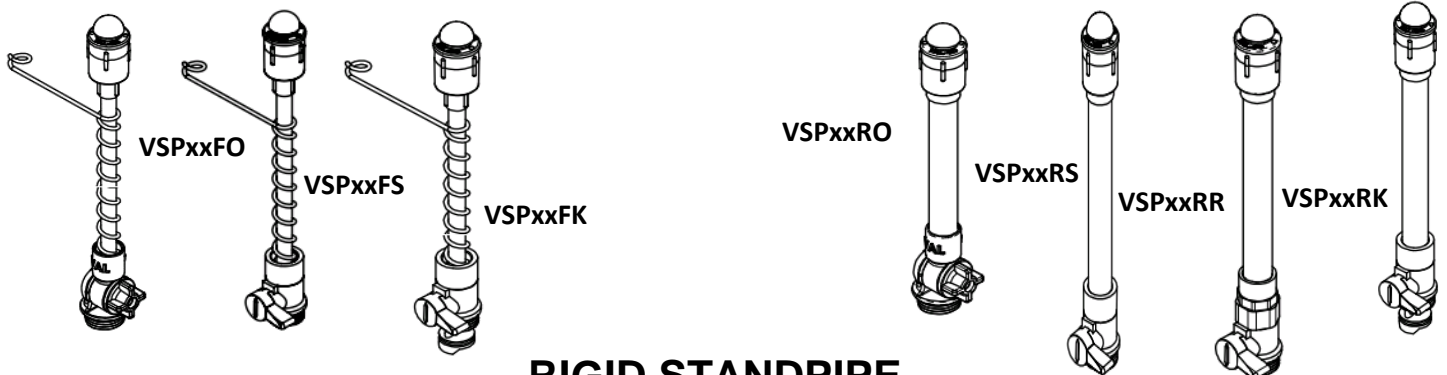 VSPxxFO
VSPxxFS
VSPxxFK
VSPxxRO
VSPxxRS
VSPxxRR
VSPxxRK
RIGID STANDPIPE